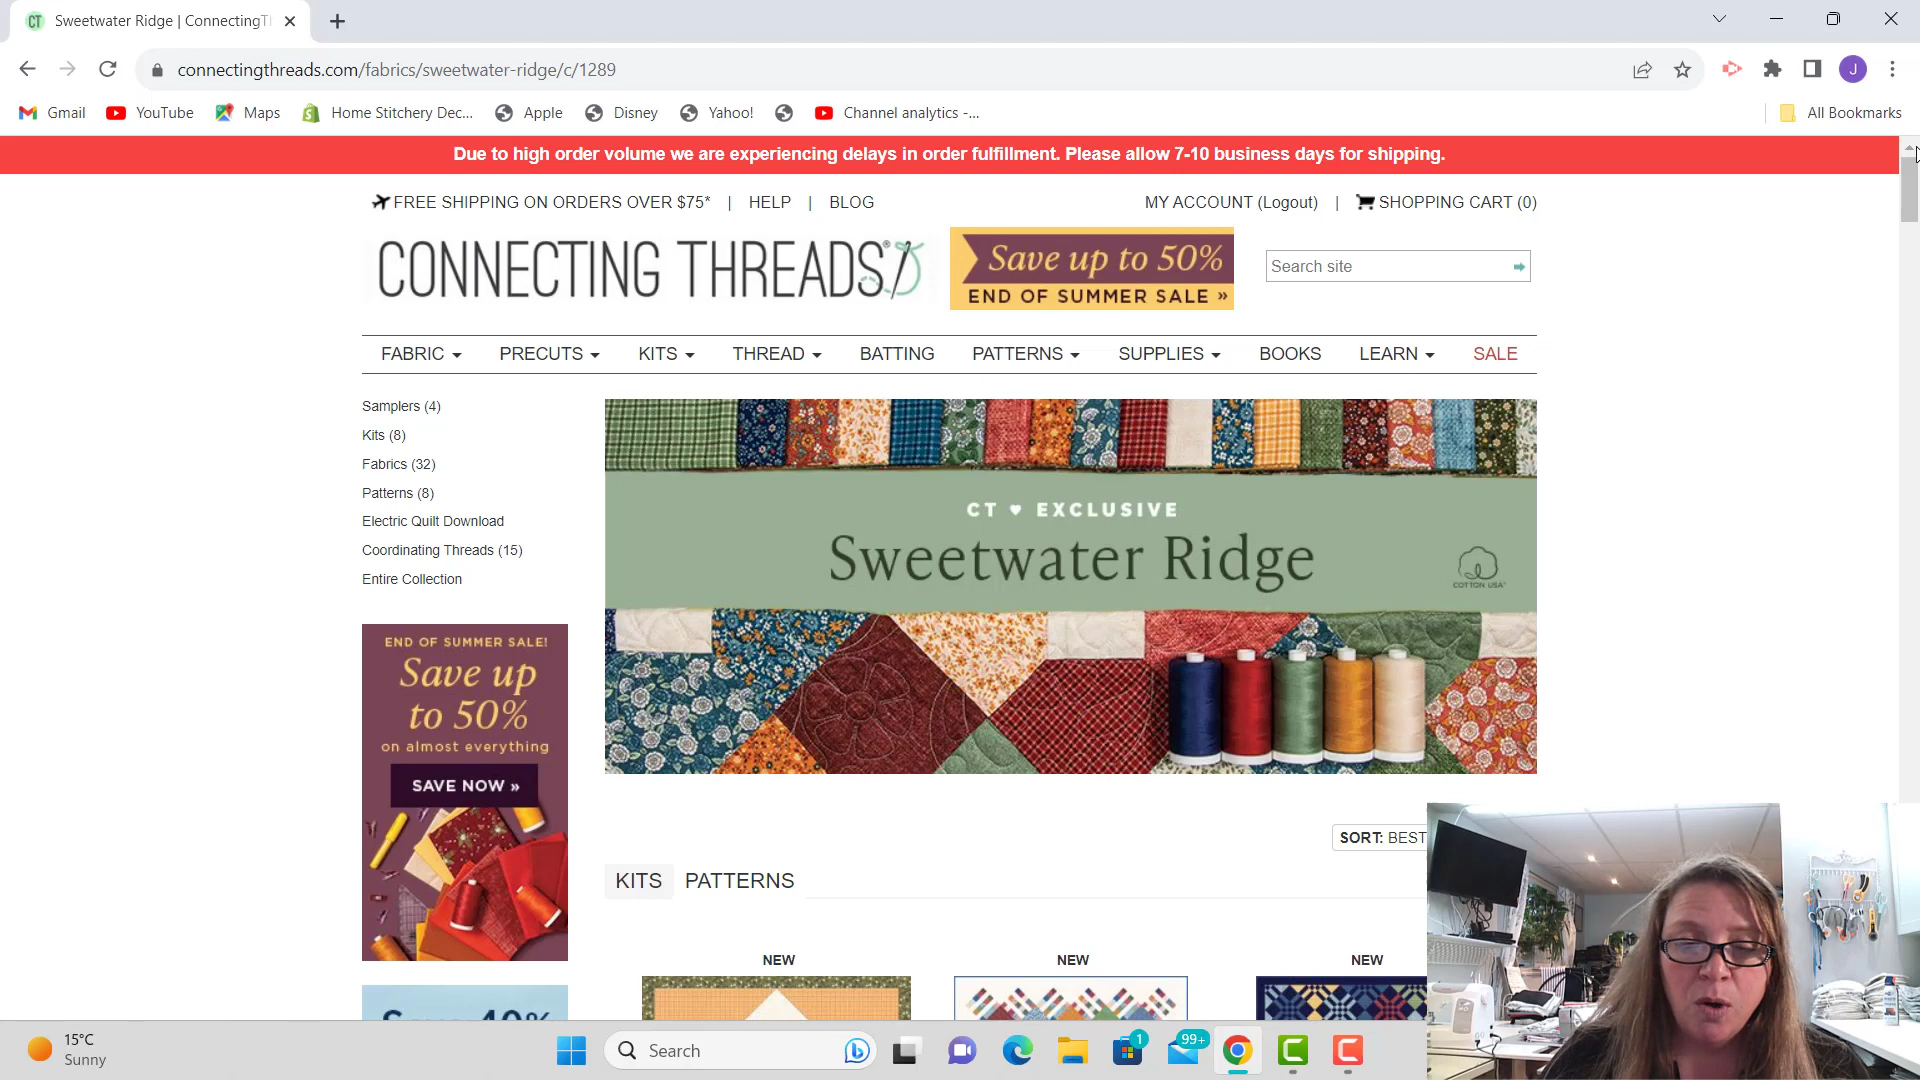 CT Sweetwater Ridge | ConnectingT
connectingthreads.com/fabrics/sweetwater-ridge/c/1289
J
Gmail YouTube Maps Home Stitchery Dec... Apple Disney Yahoo! Channel analytics -... All Bookmarks
Due to high order volume we are experiencing delays in order fulfillment. Please allow 7-10 business days for shipping.
FREE SHIPPING ON ORDERS OVER $75* | HELP | BLOG MY ACCOUNT (Logout) | SHOPPING CART (0)
CONNECTING THREADS®
Save up to 50%
END OF SUMMER SALE »
Search site
FABRIC PRECUTS KITS THREAD BATTING PATTERNS SUPPLIES BOOKS LEARN SALE
Samplers (4)
Kits (8)
Fabrics (32)
Patterns (8)
Electric Quilt Download
Coordinating Threads (15)
Entire Collection
CT ♥ EXCLUSIVE
Sweetwater Ridge
COTTON USA
END OF SUMMER SALE!
Save up
to 50%
on almost everything
SAVE NOW »
SORT: BEST
KITS PATTERNS
NEW NEW NEW
Save 40%
15°C
Sunny
Search
1
99+